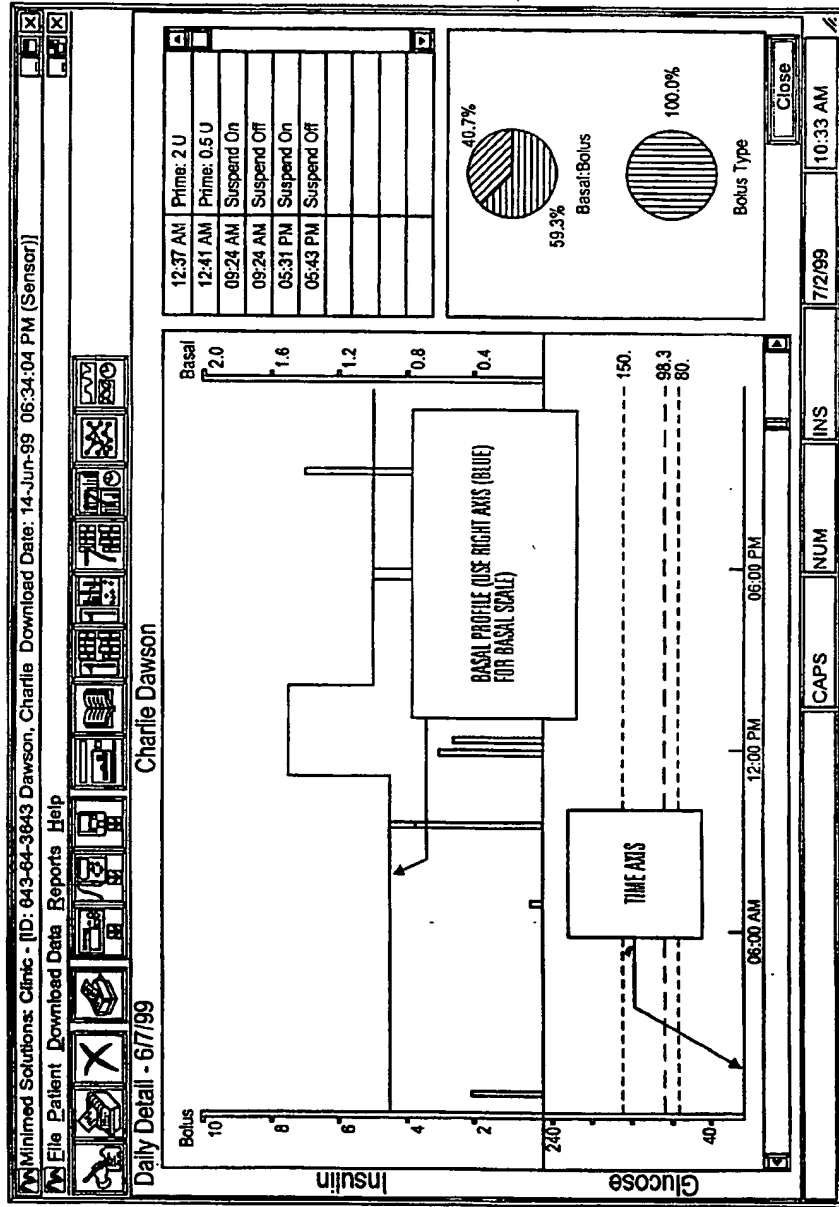 Minimed Solutions: Clinic - [ID: 643-64-3643 Dawson, Charlie Download Date: 14-Jun-99 06:34:04 PM (Sensor)]
File Patient Download Data Reports Help
Daily Detail - 6/7/99
Charlie Dawson
Bolus
10
8
6
4
2
Insulin
Basal
2.0
1.6
1.2
0.8
0.4
BASAL PROFILE (USE RIGHT AXIS (BLUE)
FOR BASAL SCALE)
Glucose
240
40
150.
98.3
80.
TIME AXIS
06:00 AM
12:00 PM
06:00 PM
12:37 AM Prime: 2 U
12:41 AM Prime: 0.5 U
09:24 AM Suspend On
09:24 AM Suspend Off
05:31 PM Suspend On
05:43 PM Suspend Off
40.7%
59.3%
Basal:Bolus
100.0%
Bolus Type
Close
CAPS
NUM
INS
7/2/99
10:33 AM